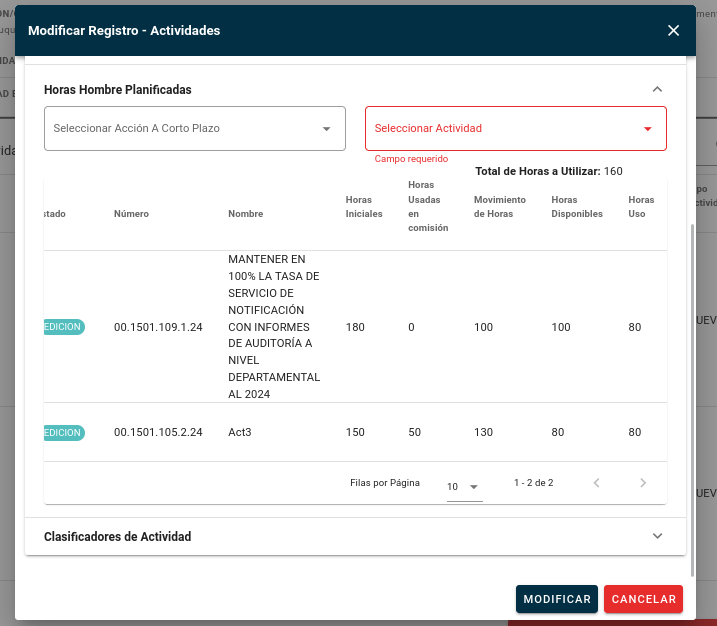 Modificar Registro - Actividades
Horas Hombre Planificadas
Seleccionar Acción A Corto Plazo
Seleccionar Actividad
Campo requerido
Total de Horas a Utilizar: 160
stado Número Nombre Horas Iniciales Horas Usadas en comisión Movimiento de Horas Horas Disponibles Horas Uso
MANTENER EN
100% LA TASA DE
SERVICIO DE
NOTIFICACIÓN
EDICION 00.1501.109.1.24 CON INFORMES 180 0 100 100 80
DE AUDITORÍA A
NIVEL
DEPARTAMENTAL
AL 2024
EDICION 00.1501.105.2.24 Act3 150 50 130 80 80
Filas por Página 10 1 - 2 de 2
Clasificadores de Actividad
MODIFICAR CANCELAR